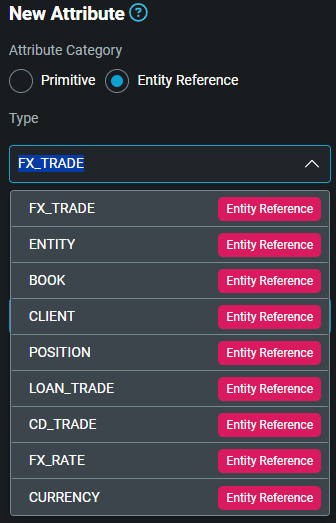 New Attribute ?
Attribute Category
Primitive Entity Reference
Type
FX_TRADE
FX_TRADE Entity Reference
ENTITY Entity Reference
BOOK Entity Reference
CLIENT Entity Reference
POSITION Entity Reference
LOAN_TRADE Entity Reference
CD_TRADE Entity Reference
FX_RATE Entity Reference
CURRENCY Entity Reference